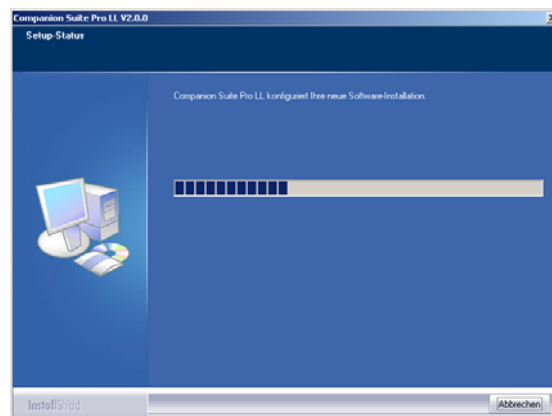 Companion Suite Pro LL V2.0.0
Setup-Status
Companion Suite Pro LL konfiguriert Ihre neue Software-Installation.
InstallShield
Abbrechen